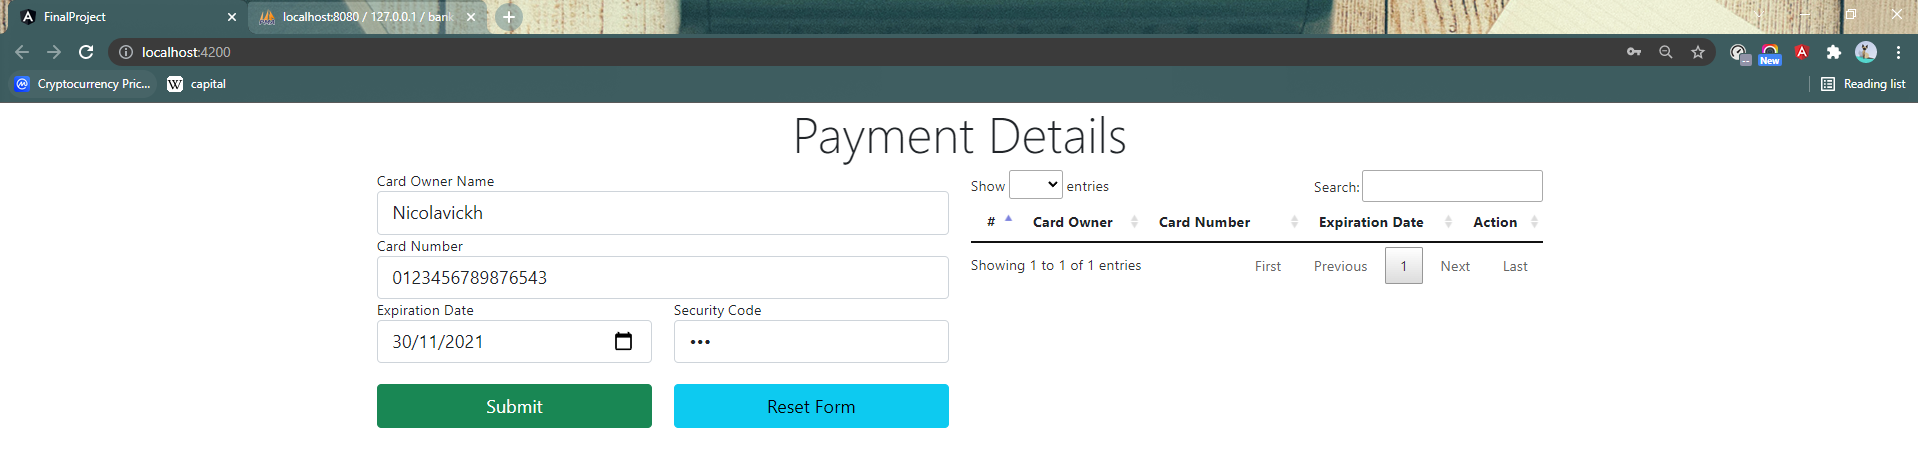 FinalProject
localhost:8080 / 127.0.0.1 / bank
localhost:4200
New
Cryptocurrency Pric...
capital
Reading list
Payment Details
Card Owner Name
Nicolavickh
Card Number
0123456789876543
Expiration Date
Security Code
30/11/2021
•••
Submit
Reset Form
Show entries
Search:
# Card Owner Card Number Expiration Date Action
Showing 1 to 1 of 1 entries
First Previous 1 Next Last